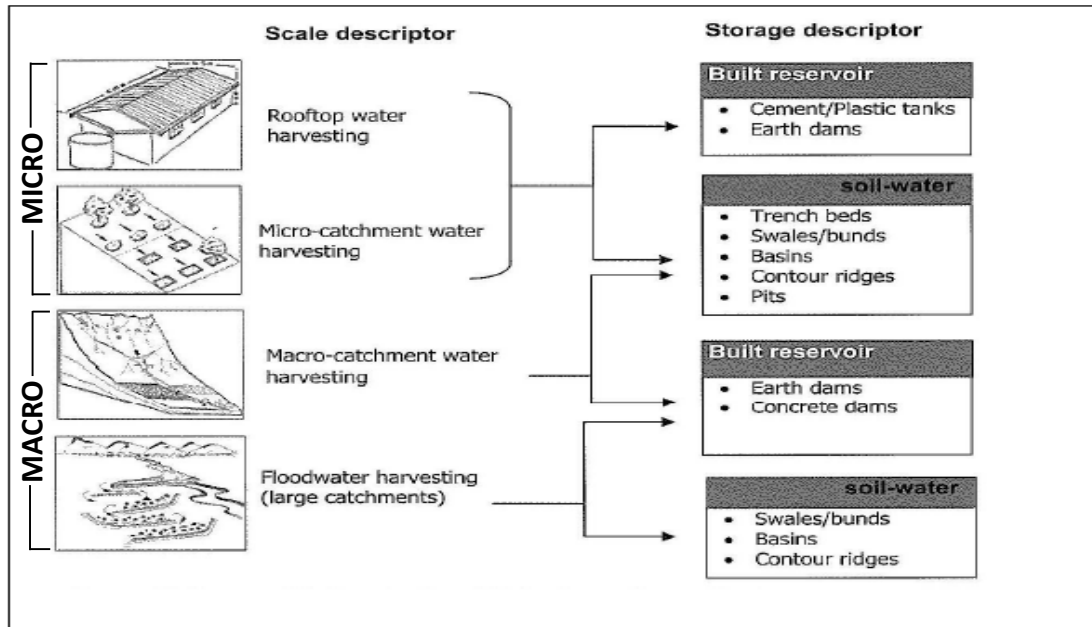 Scale descriptor
Storage descriptor
MICRO
Rooftop water
harvesting
Micro-catchment water
harvesting
MACRO
Macro-catchment water
harvesting
Floodwater harvesting
(large catchments)
Built reservoir
• Cement/Plastic tanks
• Earth dams
soil-water
• Trench beds
• Swales/bunds
• Basins
• Contour ridges
• Pits
Built reservoir
• Earth dams
• Concrete dams
soil-water
• Swales/bunds
• Basins
• Contour ridges